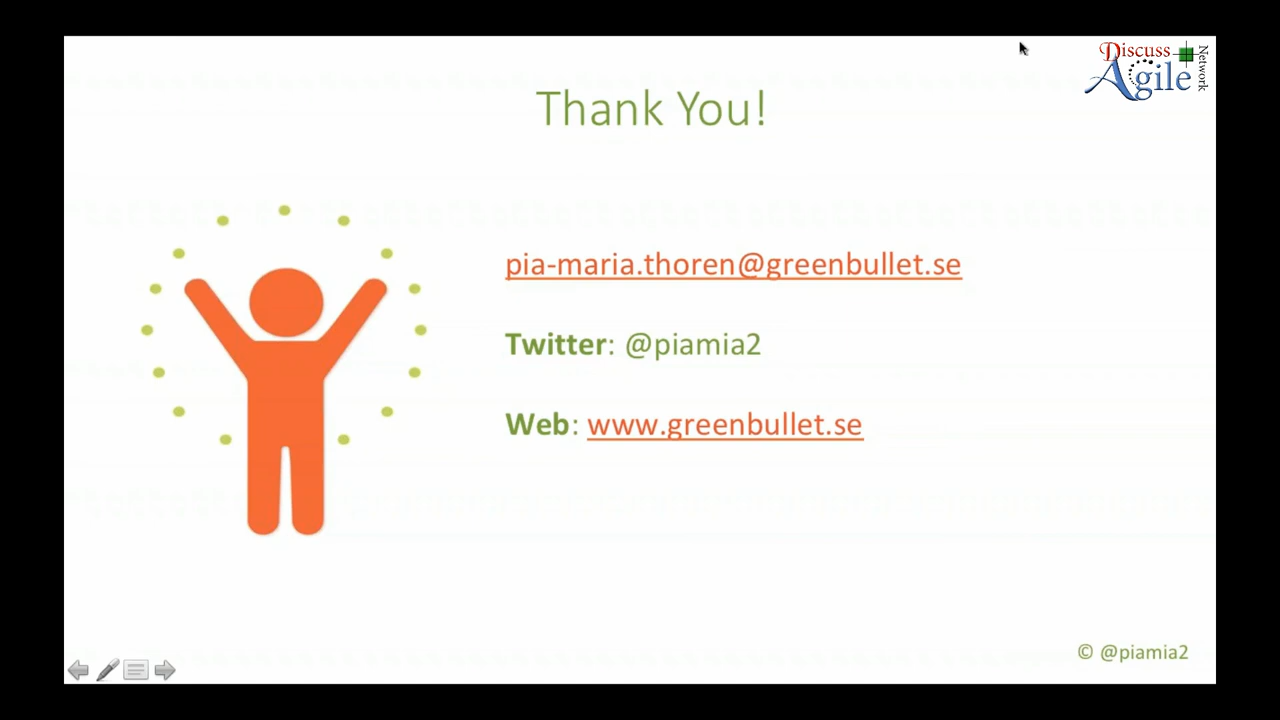 Discuss
Agile
Network
Thank You!
pia-maria.thoren@greenbullet.se
Twitter: @piamia2
Web: www.greenbullet.se
© @piamia2